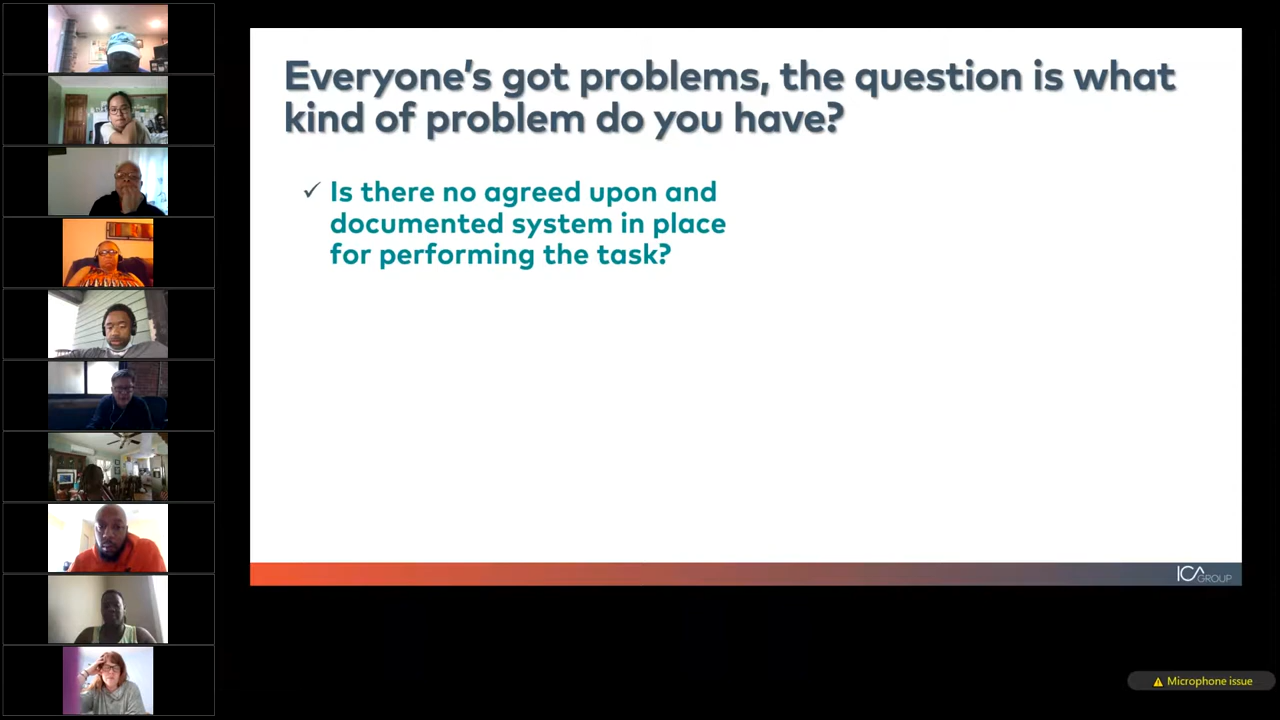 Everyone's got problems, the question is what
kind of problem do you have?
✓ Is there no agreed upon and
documented system in place
for performing the task?
ICA GROUP
Microphone issue